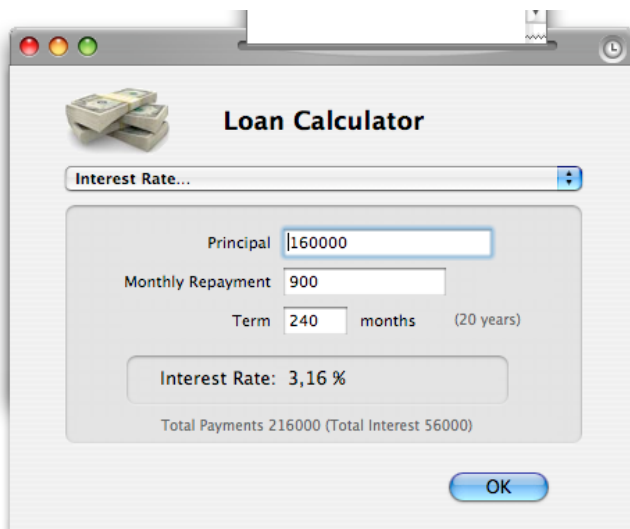 Loan Calculator
Interest Rate...
Principal 160000
Monthly Repayment 900
Term 240 months (20 years)
Interest Rate: 3,16 %
Total Payments 216000 (Total Interest 56000)
OK